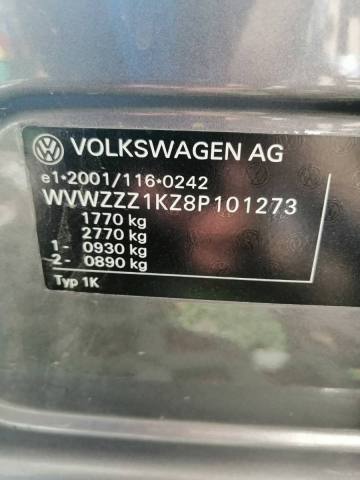 VOLKSWAGEN AG
e1*2001/116*0242
WVWZZZ1KZ8P101273
1770 kg
2770 kg
1- 0930 kg
2- 0890 kg
Typ 1K